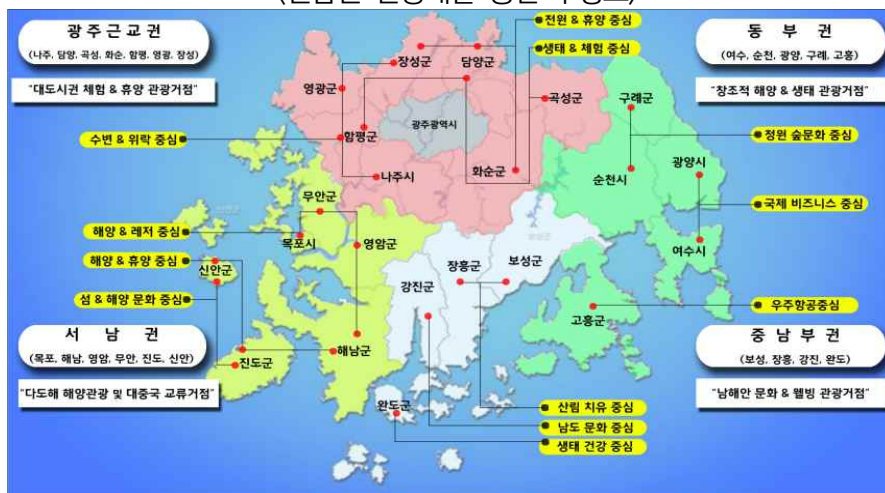 광주근교권
(나주, 담양, 곡성, 화순, 함평, 영광, 장성)
"대도시권 체험 & 휴양 관광거점"
전원 & 휴양 중심
생태 & 체험 중심
동 부 권
(여수, 순천, 광양, 구례, 고흥)
"창조적 해양 & 생태 관광거점"
장성군
담양군
영광군
곡성군
구례군
함평군
광주광역시
수변 & 위락 중심
정원 숲문화 중심
광양시
나주시
화순군
순천시
무안군
국제 비즈니스 중심
해양 & 레저 중심
목포시
영암군
여수시
해양 & 휴양 중심
신안군
장흥군
보성군
강진군
섬 & 해양 문화 중심
고흥군
우주항공중심
서 남 권
(목포, 해남, 영암, 무안, 진도, 신안)
"다도해 해양관광 및 대중국 교류거점"
진도군
해남군
중 남 부 권
(보성, 장흥, 강진, 완도)
"남해안 문화 & 웰빙 관광거점"
완도군
산림 치유 중심
남도 문화 중심
생태 건강 중심